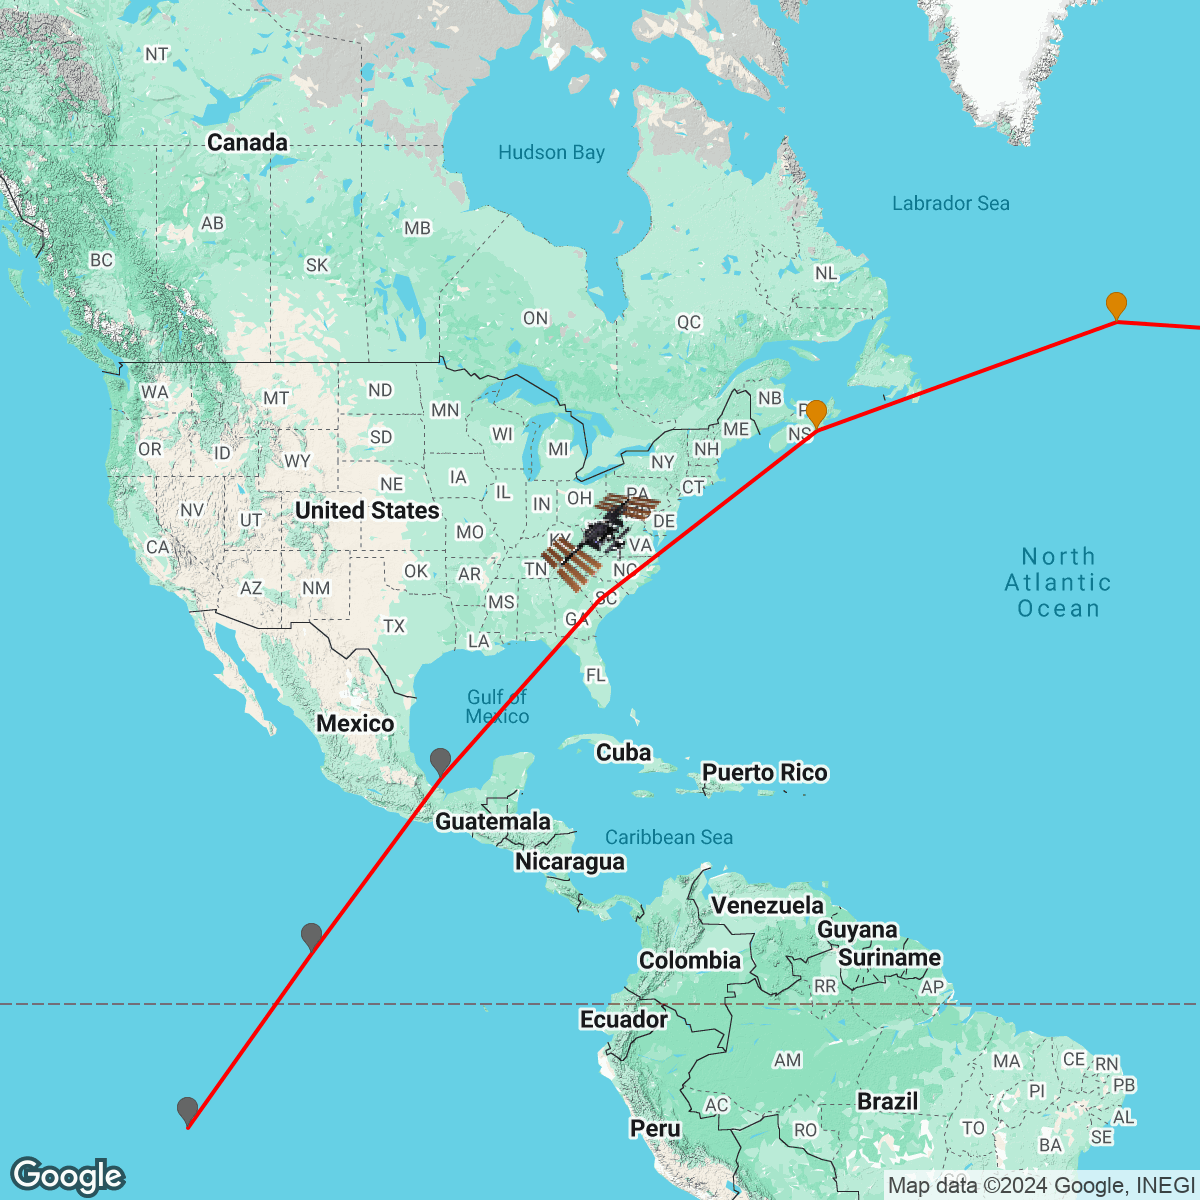 NT
Canada
Hudson Bay
Labrador Sea
AB
MB
BC
SK
NL
ON
QC
WA
MT
ND
MN
NB
ME
OR
ID
SD
WI
MI
NH
NS
WY
NY
NE
IA
IL
IN
OH
PA
CT
NV
UT
United States
MO
KY
DE
VA
CA
AZ
NM
OK
AR
TN
NC
North
Atlantic
Ocean
TX
MS
LA
GA
SC
FL
Gulf of
Mexico
Mexico
Cuba
Puerto Rico
Guatemala
Caribbean Sea
Nicaragua
Venezuela
Guyana
Colombia
Suriname
RR
AP
Ecuador
AM
MA
CE
RN
PI
PB
AC
Brazil
AL
Peru
RO
TO
BA
SE
Google
Map data ©2024 Google, INEGI